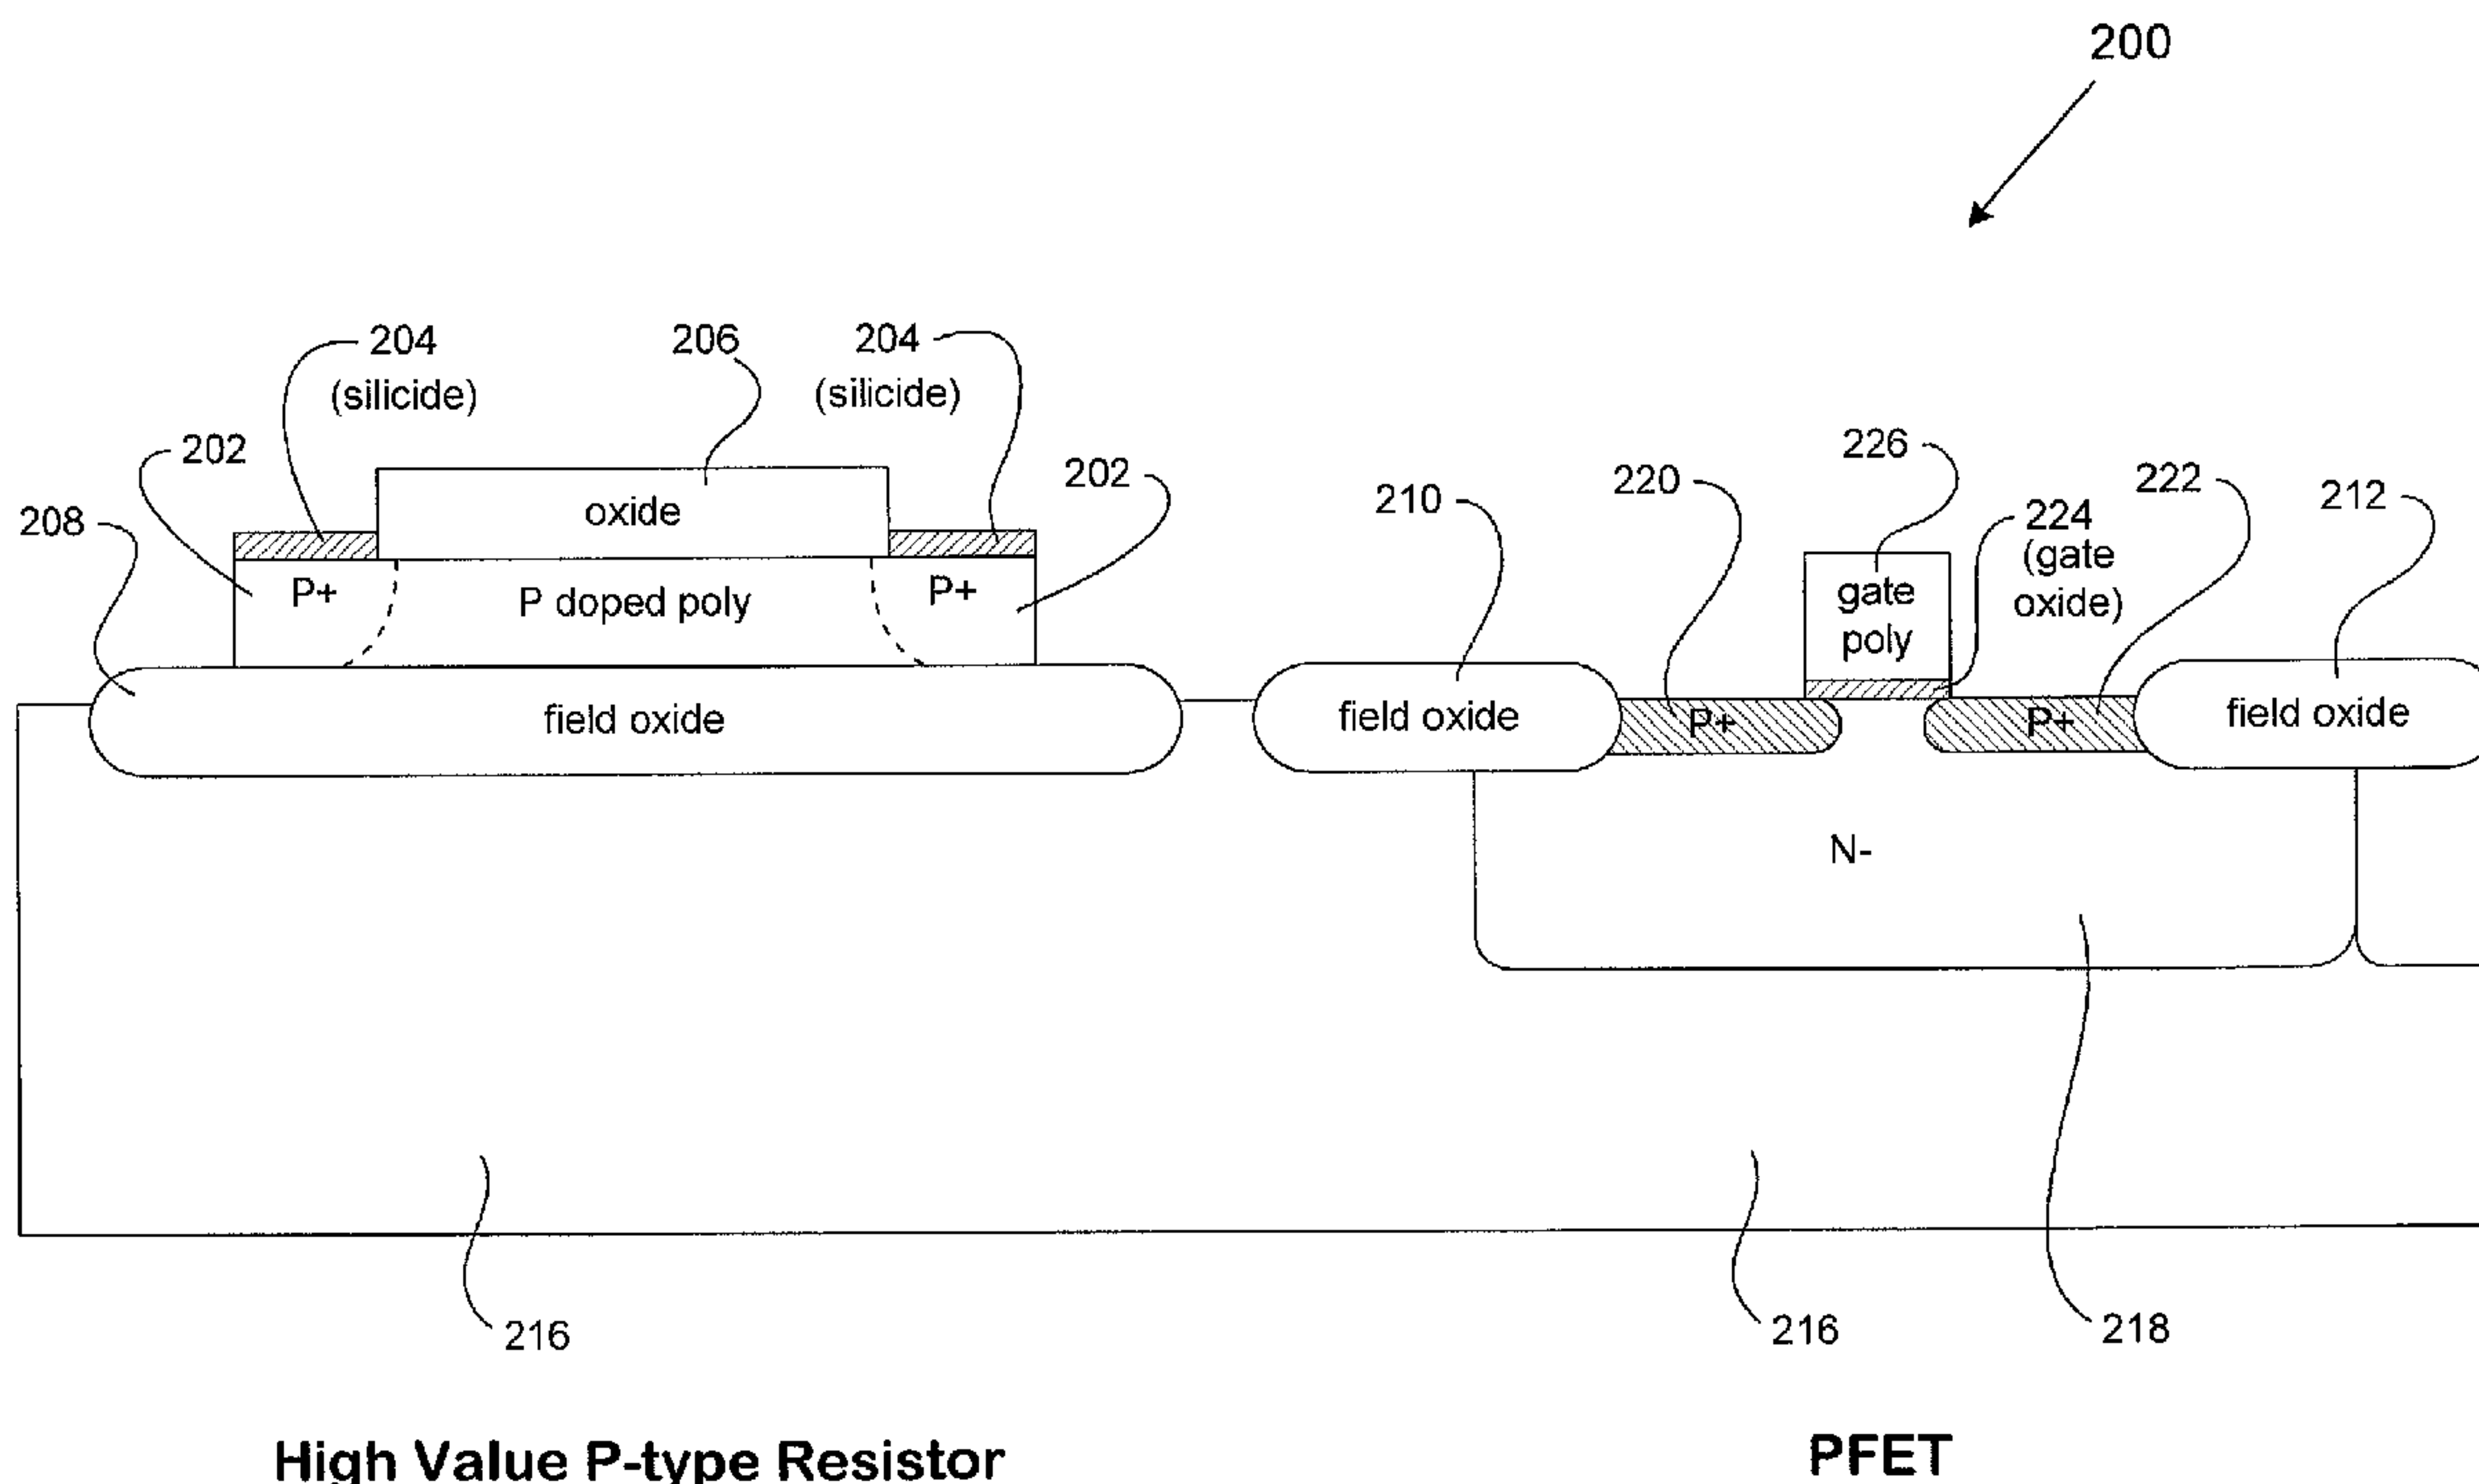 200
204
(silicide)
206
204
(silicide)
202
208
oxide
202
P+
P doped poly
P+
field oxide
226
220
222
210
212
224
(gate
oxide)
gate
poly
field oxide
P+
P+
field oxide
N-
216
216
218
High Value P-type Resistor
PFET